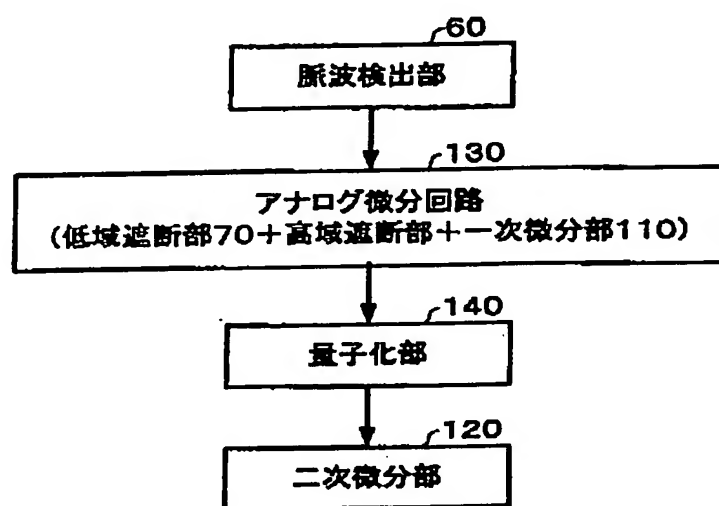 60
脈波検出部
130
アナログ微分回路
(低域遮断部70+高域遮断部+一次微分部110)
140
量子化部
120
二次微分部